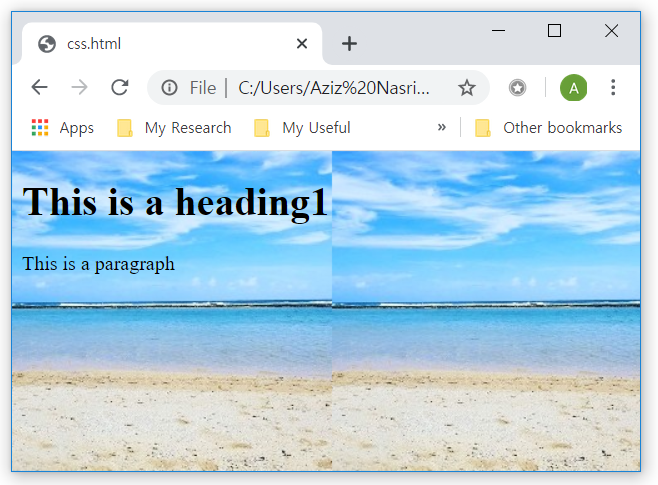 css.html
File | C:/Users/Aziz%20Nasri...
A
Apps My Research My Useful » Other bookmarks
This is a heading1
This is a paragraph